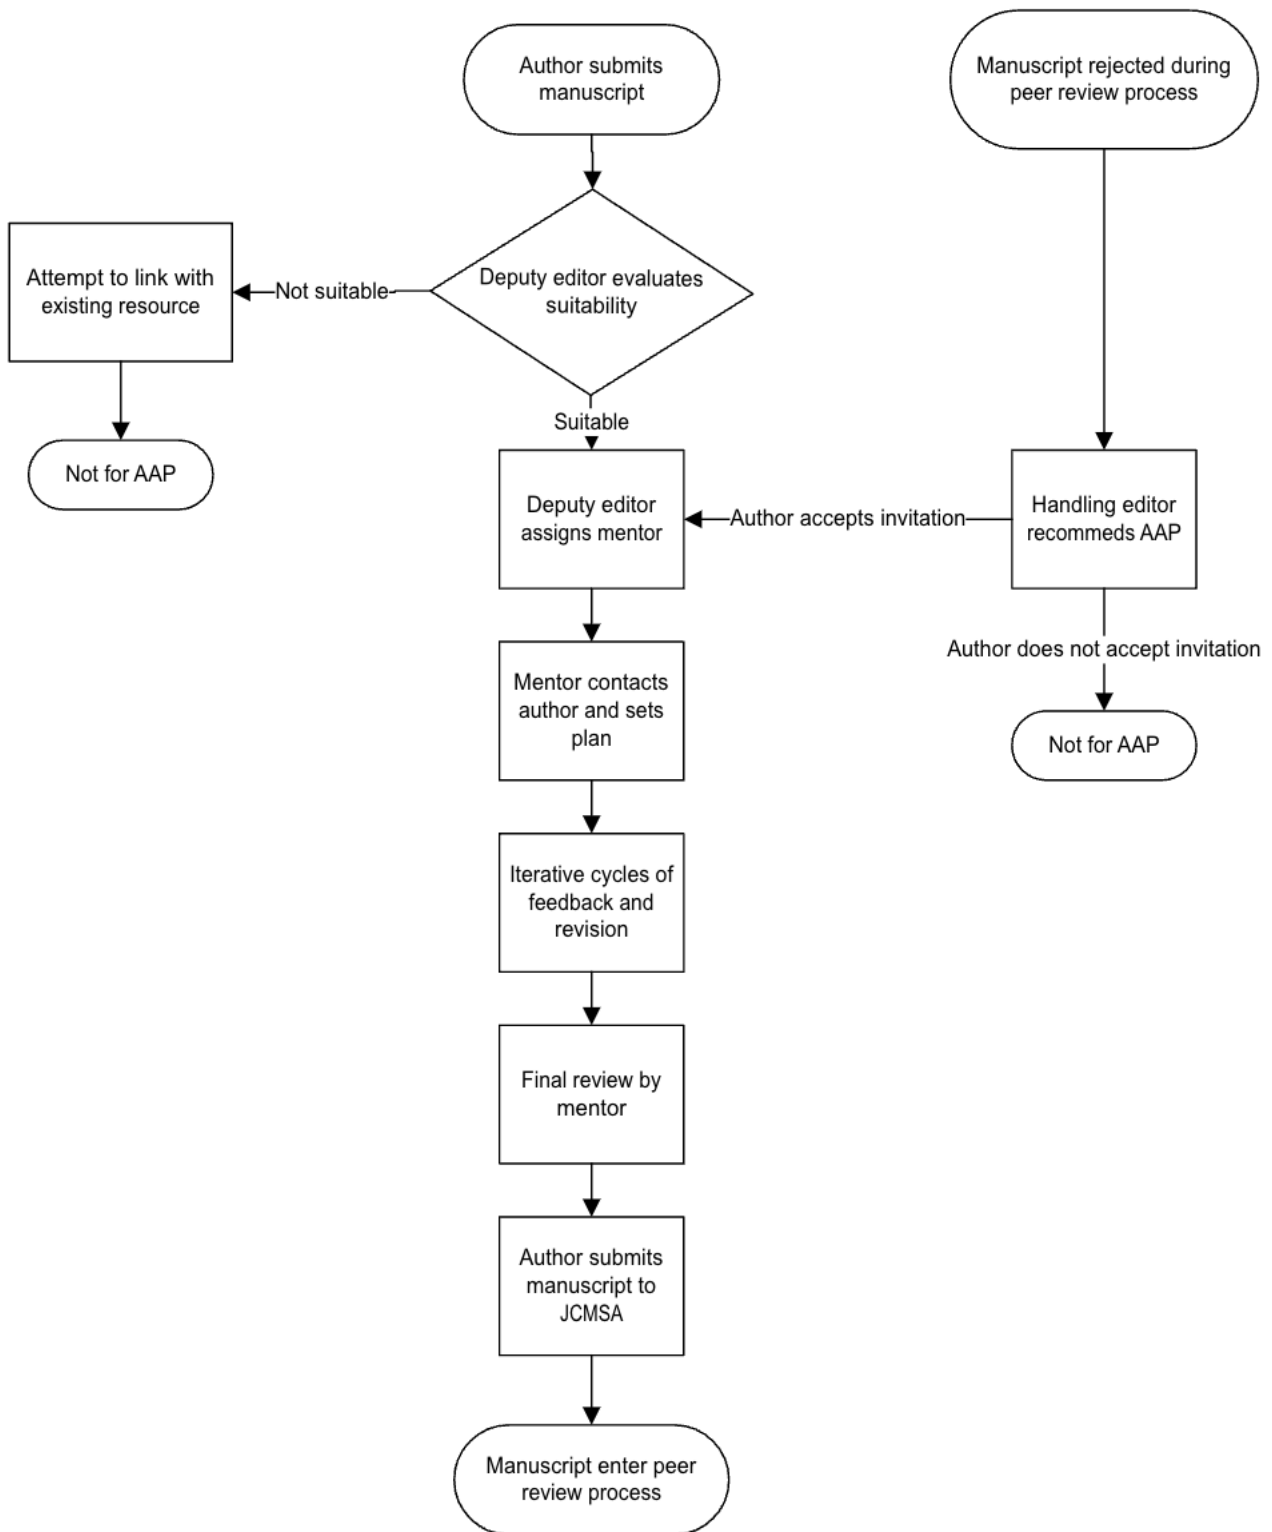 Author submits
manuscript
Manuscript rejected during
peer review process
Deputy editor evaluates
suitability
Not suitable
Attempt to link with
existing resource
Not for AAP
Suitable
Deputy editor
assigns mentor
Author accepts invitation
Handling editor
recommeds AAP
Author does not accept invitation
Not for AAP
Mentor contacts
author and sets
plan
Iterative cycles of
feedback and
revision
Final review by
mentor
Author submits
manuscript to
JCMSA
Manuscript enter peer
review process